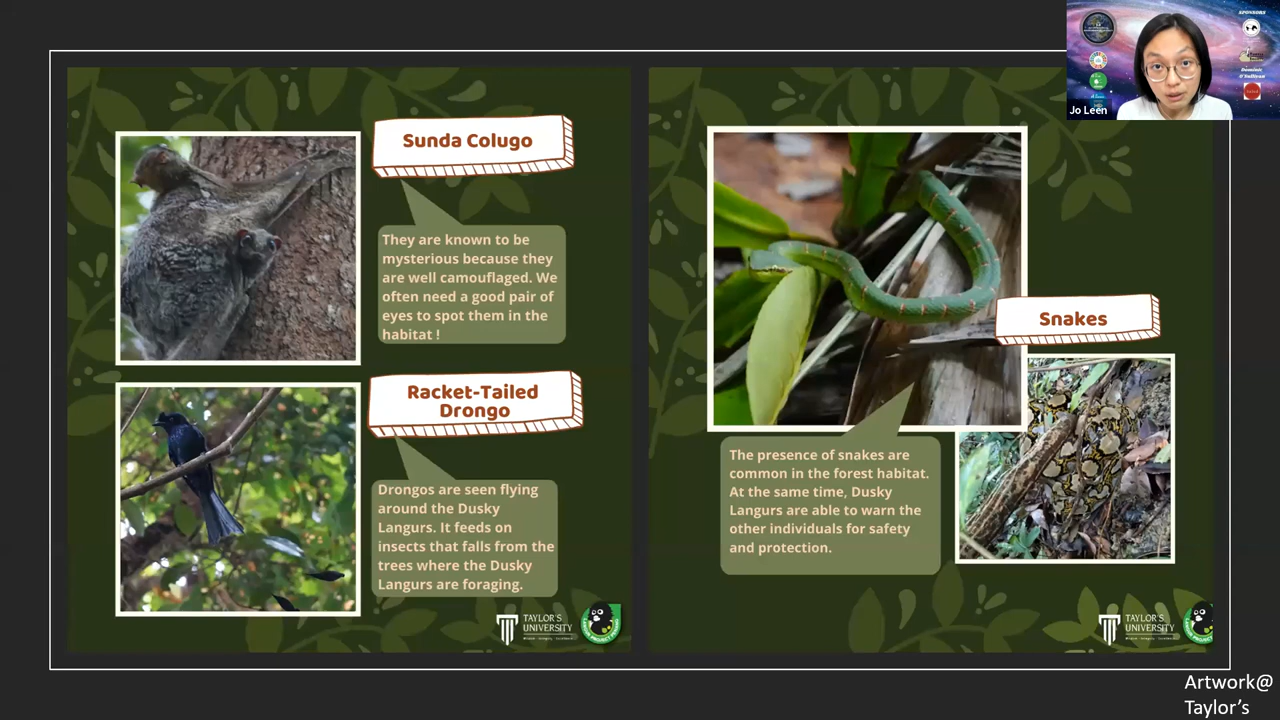 Sunda Colugo
They are known to be
mysterious because they
are well camouflaged. We
often need a good pair of
eyes to spot them in the
habitat !
Racket-Tailed
Drongo
Drongos are seen flying
around the Dusky
Langurs. It feeds on
insects that falls from the
trees where the Dusky
Langurs are foraging.
TAYLOR'S
UNIVERSITY
Snakes
The presence of snakes are
common in the forest habitat.
At the same time, Dusky
Langurs are able to warn the
other individuals for safety
and protection.
TAYLOR'S
UNIVERSITY
SPONSORS
Dominic
O'Sullivan
Jo Leen
Artwork@
Taylor's